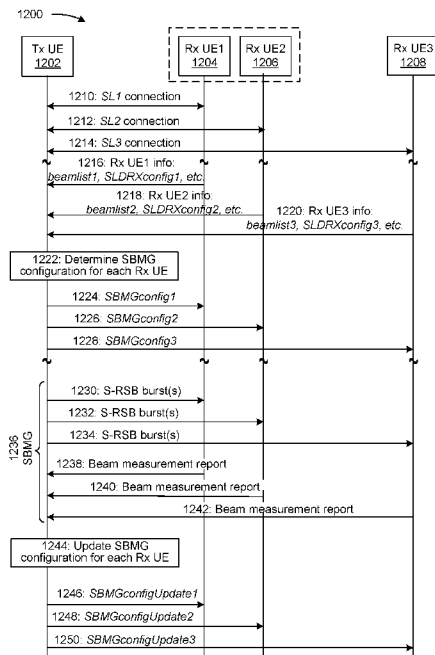 1200
Tx UE
1202
Rx UE1
1204
Rx UE2
1206
Rx UE3
1208
1210: SL1 connection
1212: SL2 connection
1214: SL3 connection
1216: Rx UE1 info:
beamlist1, SLDRXconfig1, etc.
1218: Rx UE2 info:
beamlist2, SLDRXconfig2, etc.
1220: Rx UE3 info:
beamlist3, SLDRXconfig3, etc.
1222: Determine SBMG
configuration for each Rx UE
1224: SBMGconfig1
1226: SBMGconfig2
1228: SBMGconfig3
1236
SBMG
1230: S-RSB burst(s)
1232: S-RSB burst(s)
1234: S-RSB burst(s)
1238: Beam measurement report
1240: Beam measurement report
1242: Beam measurement report
1244: Update SBMG
configuration for each Rx UE
1246: SBMGconfigUpdate1
1248: SBMGconfigUpdate2
1250: SBMGconfigUpdate3